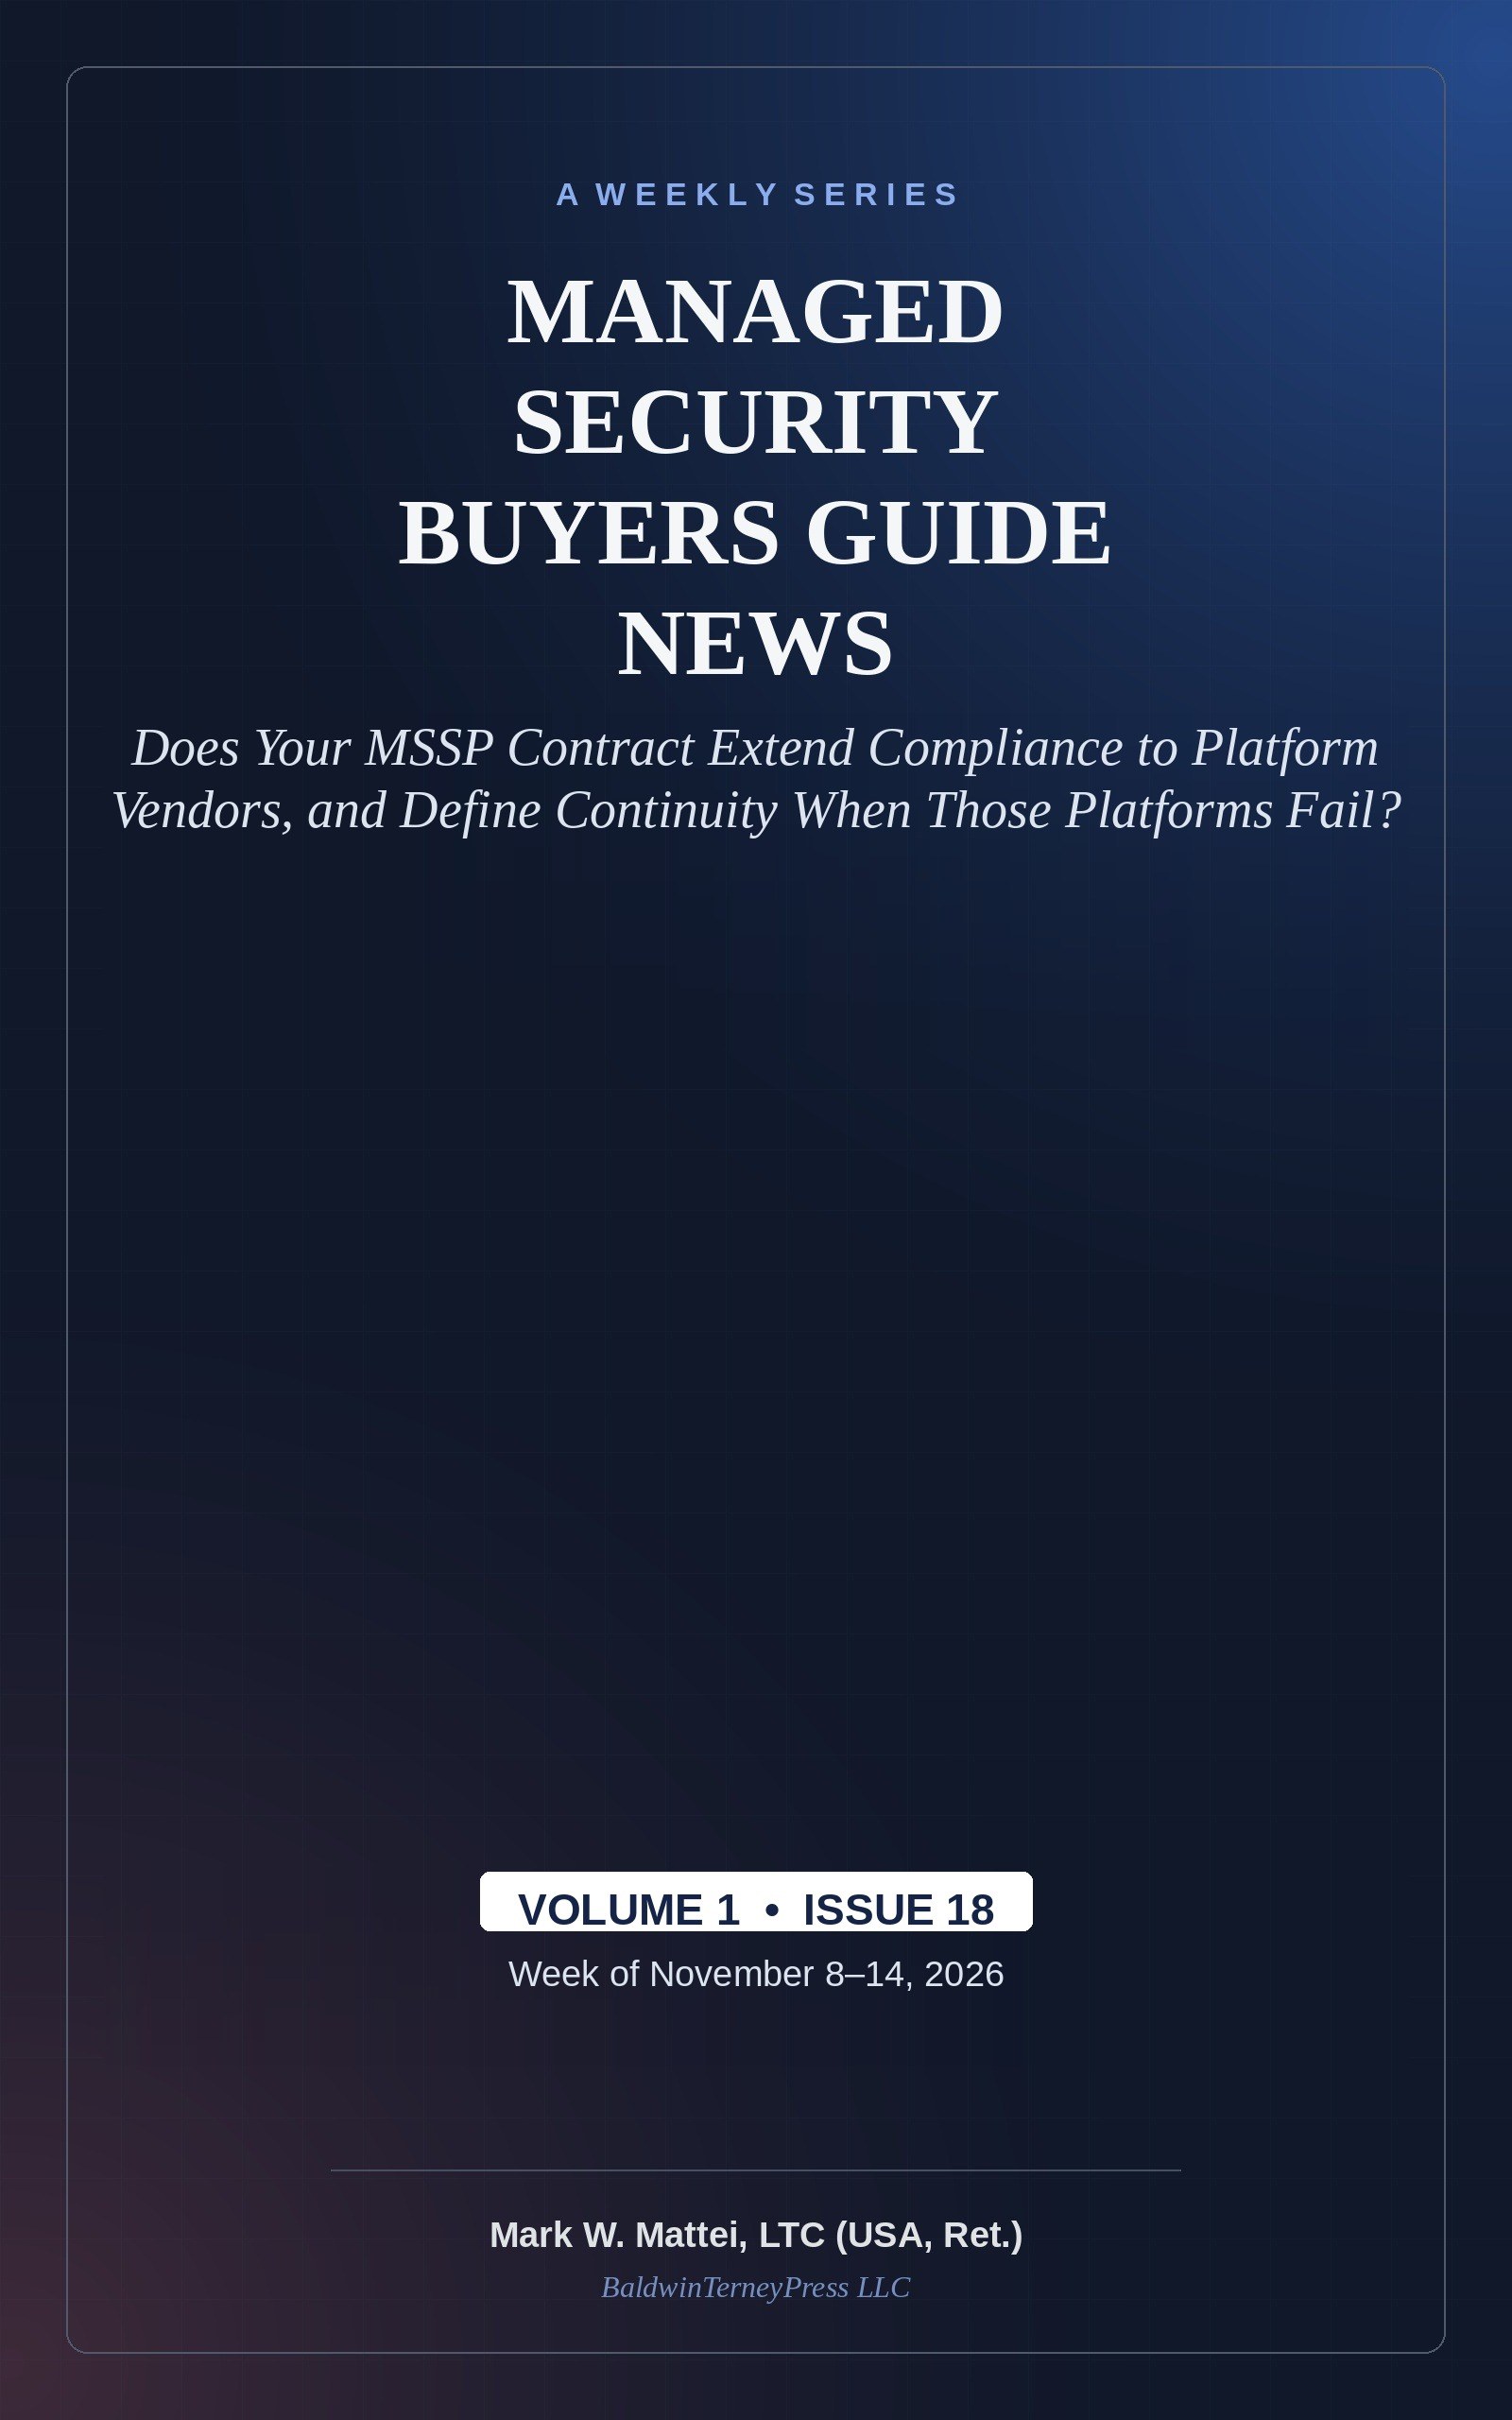 A WEEKLY SERIES
MANAGED
SECURITY
BUYERS GUIDE
NEWS
Does Your MSSP Contract Extend Compliance to Platform
Vendors, and Define Continuity When Those Platforms Fail?
VOLUME 1 • ISSUE 18
Week of November 8–14, 2026
Mark W. Mattei, LTC (USA, Ret.)
BaldwinTerneyPress LLC